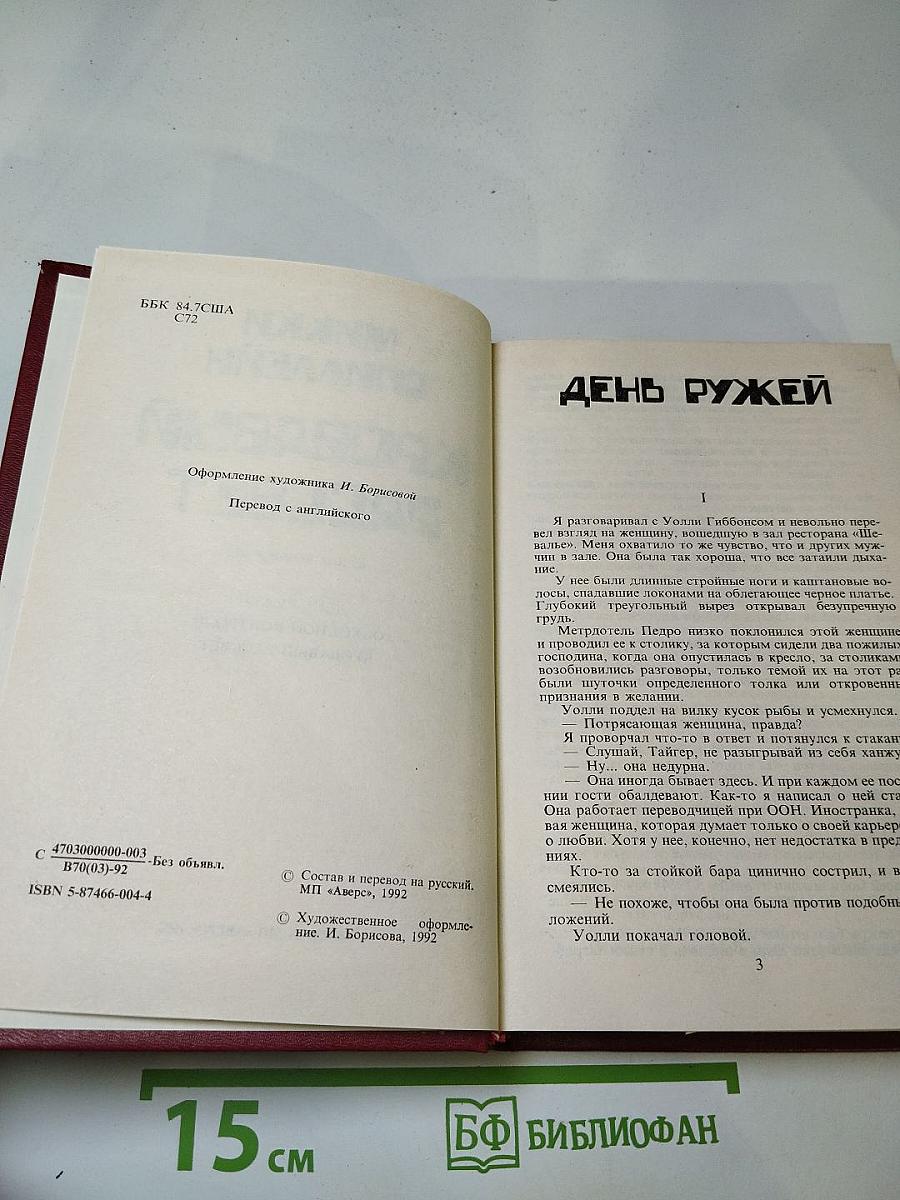 ББК 84.7США
С72
Оформление художника И. Борисовой
Перевод с английского
С 4703000000-003
В70(03)-92
-Без объявл.
ISBN 5-87466-004-4
© Состав и перевод на русский.
МП «Аверс», 1992
© Художественное оформле-
ние. И. Борисова, 1992
ДЕНЬ РУЖЕЙ
I
Я разговаривал с Уолли Гиббонсом и невольно пере-
вел взгляд на женщину, вошедшую в зал ресторана «Ше-
валье». Меня охватило то же чувство, что и других муж-
чин в зале. Она была так хороша, что все затаили дыха-
ние.
У нее были длинные стройные ноги и каштановые во-
лосы, спадавшие локонами на облегающее черное платье.
Глубокий треугольный вырез открывал безупречную
грудь.
Метрдотель Педро низко поклонился этой женщине
и проводил ее к столику, за которым сидели два пожилых
господина, когда она опустилась в кресло, за столиками
возобновились разговоры, только темой их на этот ра
были шуточки определенного толка или откровенны
признания в желании.
Уолли поддел на вилку кусок рыбы и усмехнулся.
— Потрясающая женщина, правда?
Я проворчал что-то в ответ и потянулся к стакан
— Слушай, Тайгер, не разыгрывай из себя ханжу
— Ну... она недурна.
— Она иногда бывает здесь. И при каждом ее посе
нии гости обалдевают. Как-то я написал о ней ста
Она работает переводчицей при ООН. Иностранка,
вая женщина, которая думает только о своей карьер
о любви. Хотя у нее, конечно, нет недостатка в пред
ниях.
Кто-то за стойкой бара цинично сострил, и в
смеялись.
— Не похоже, чтобы она была против подобны
ложений.
Уолли покачал головой.
3
15 см
БФ БИБЛИОФАН